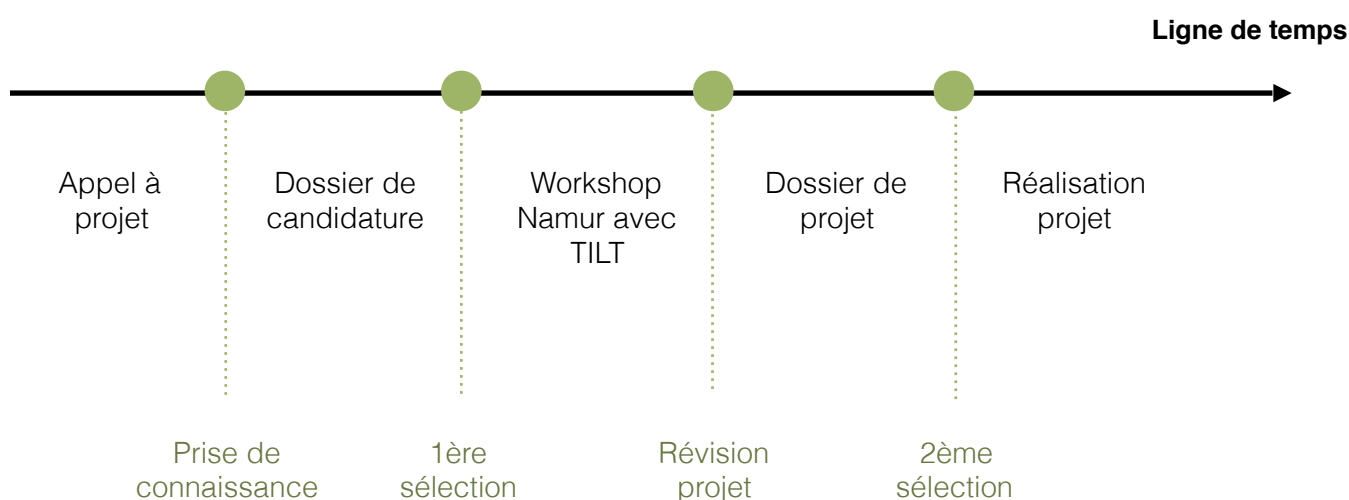 Ligne de temps
Appel à
projet
Dossier de
candidature
Workshop
Namur avec
TILT
Dossier de
projet
Réalisation
projet
Prise de
connaissance
1ère
sélection
Révision
projet
2ème
sélection